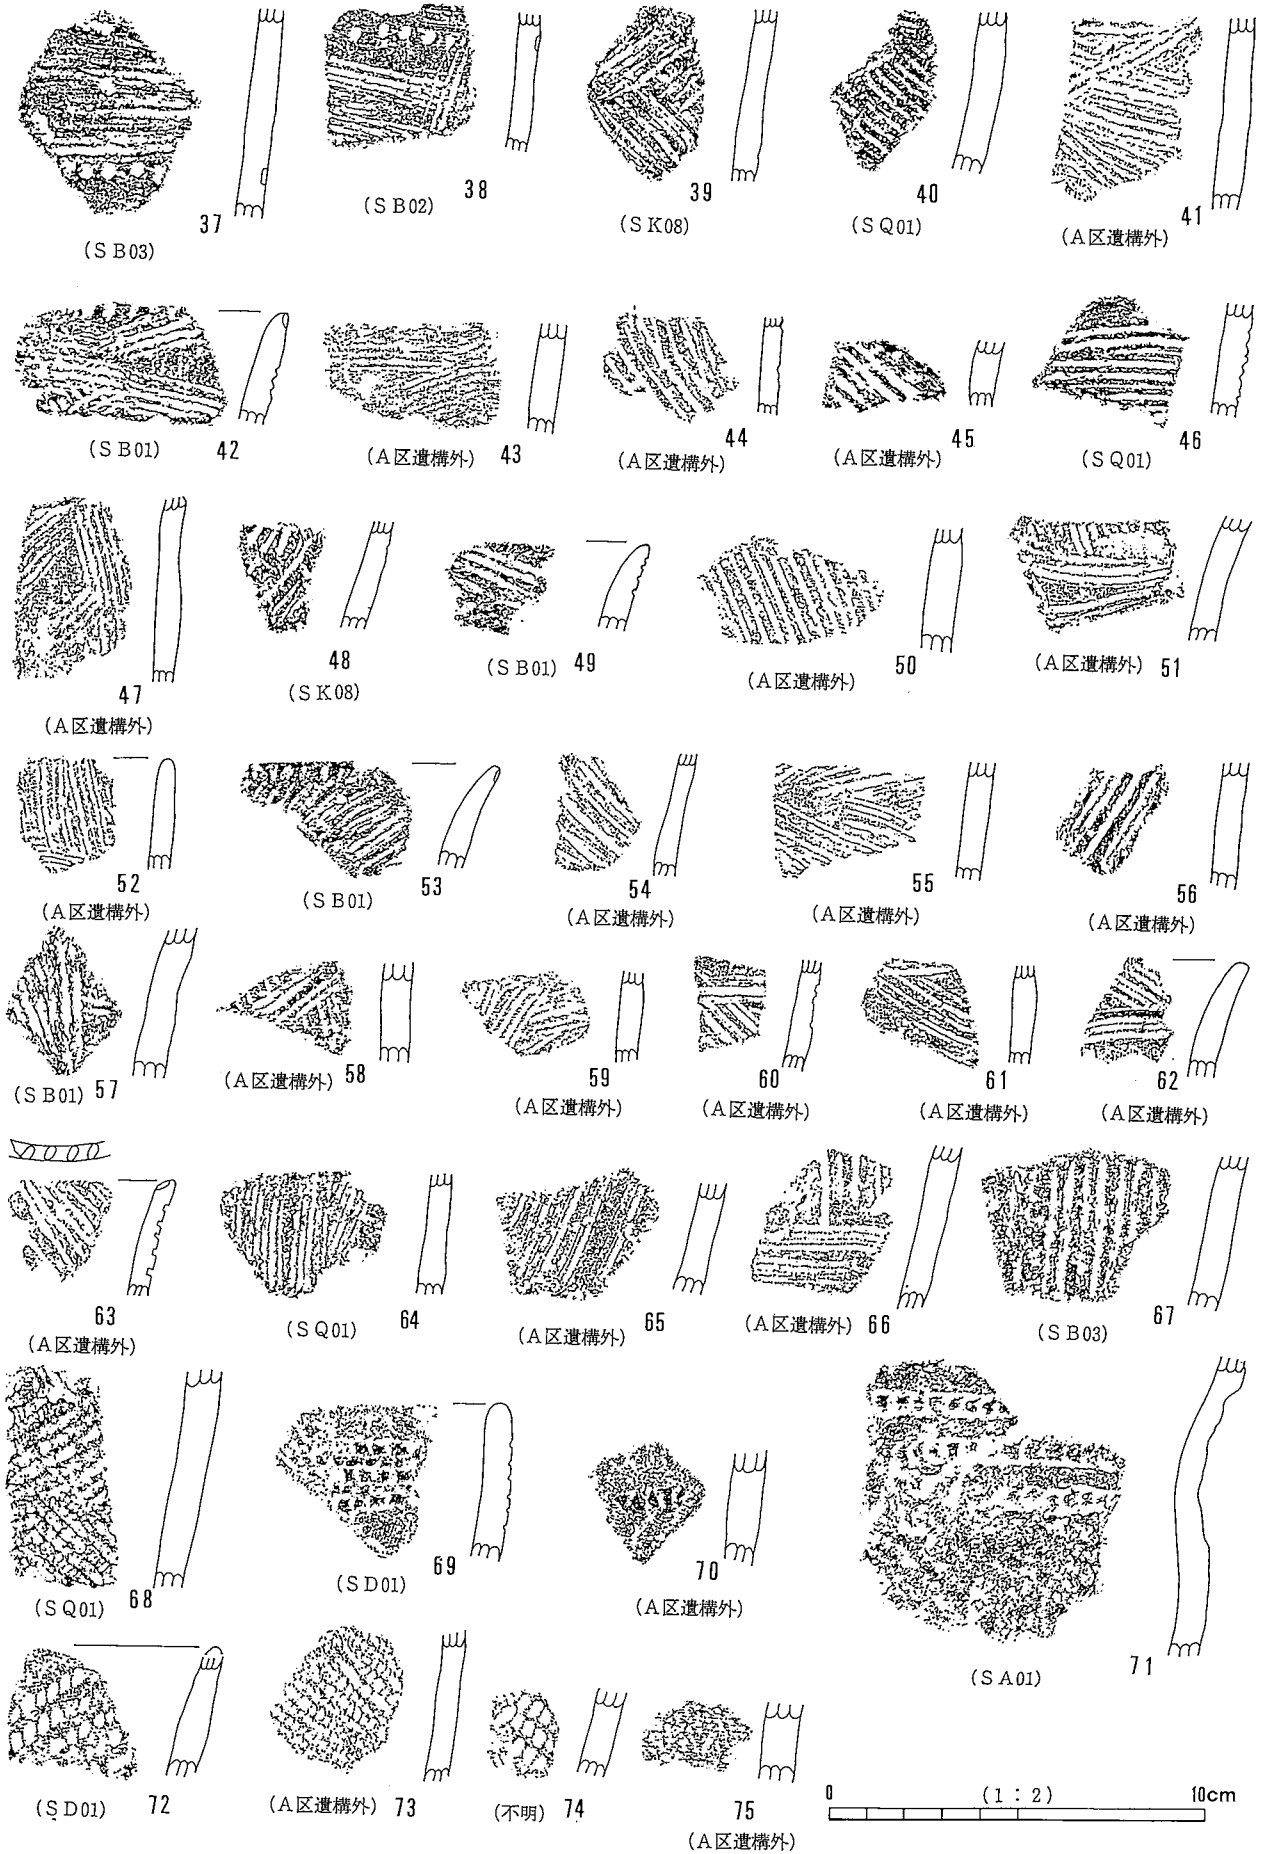 37
(SB03)
38
(SB02)
39
(SK08)
40
(SQ01)
41
(A区遺構外)
(SB01) 42
(A区遺構外) 43
44
(A区遺構外)
45
(A区遺構外)
46
(SQ01)
47
(A区遺構外)
48
(SK08)
(SB01) 49
50
(A区遺構外)
(A区遺構外) 51
52
(A区遺構外)
53
(SB01)
54
(A区遺構外)
55
(A区遺構外)
56
(A区遺構外)
(SB01) 57
(A区遺構外) 58
59
(A区遺構外)
60
(A区遺構外)
61
(A区遺構外)
62
(A区遺構外)
63
(A区遺構外)
(SQ01) 64
(A区遺構外) 65
(A区遺構外) 66
67
(SB03)
(SQ01) 68
69
(SD01)
70
(A区遺構外)
71
(SA01)
(SD01) 72
(A区遺構外) 73
(不明) 74
75
(A区遺構外)
0 (1:2) 10cm